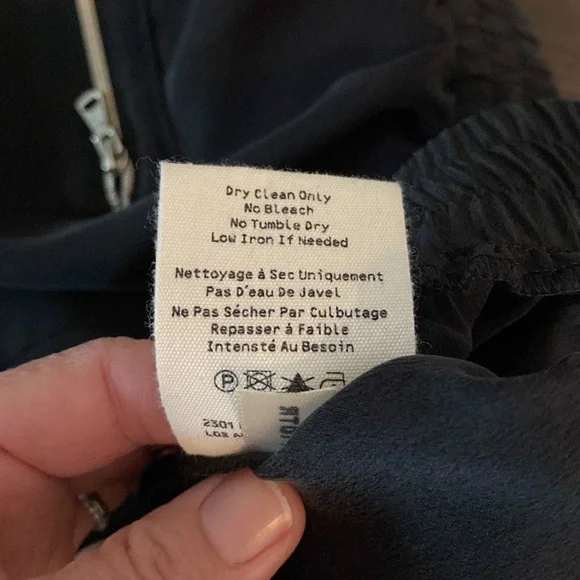 Dry Clean Only
No Bleach
No Tumble Dry
Low Iron If Needed
Nettoyage à Sec Uniquement
Pas D'eau De Javel
Ne Pas Sécher Par Culbutage
Repasser à Faible
Intensté Au Besoin
P
2301
Los